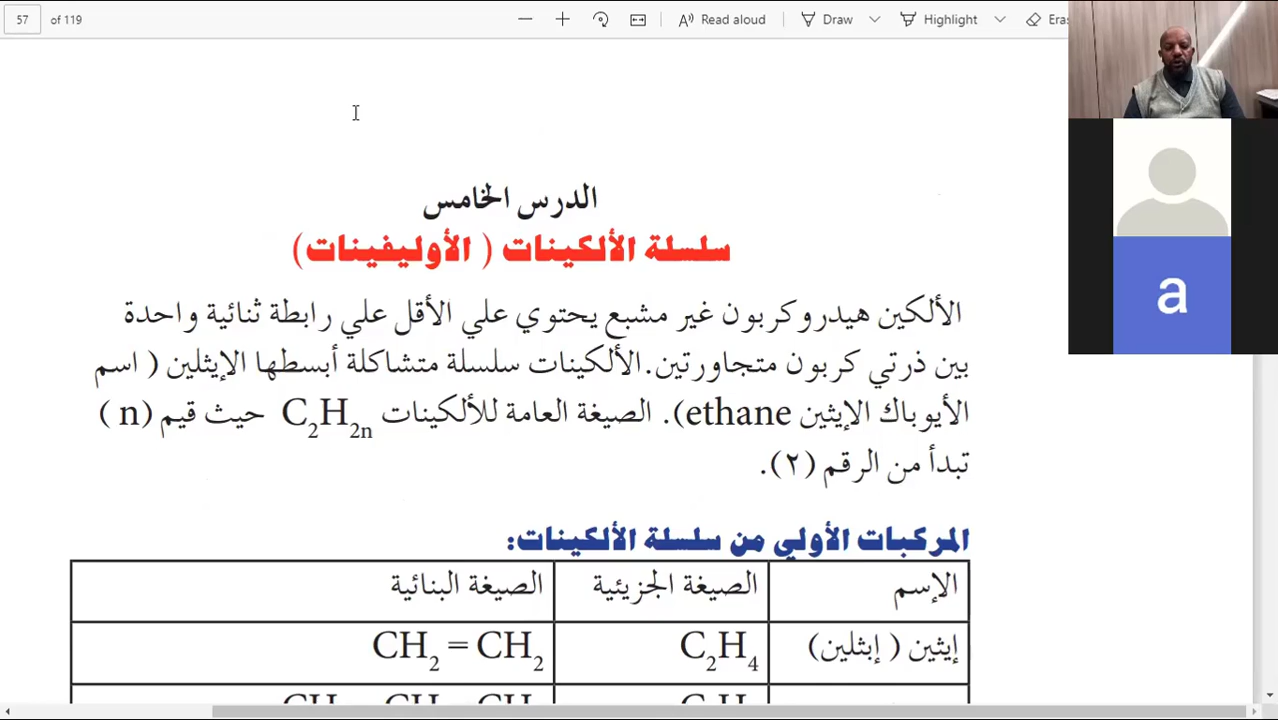 57 of 119
Read aloud
Draw
Highlight
الدرس الخامس
سلسلة الألكينات ( الأوليفينات)
الألكين هيدروكربون غير مشبع يحتوي علي الأقل علي رابطة ثنائية واحدة
بين ذرتي كربون متجاورتين. الألكينات سلسلة متشاكلة أبسطها الإيثلين ( اسم
الأيوباك الإيثين ethane). الصيغة العامة للألكينات C₂H₂ₙ حيث قيم (n )
تبدأ من الرقم (٢).
المركبات الأولي من سلسلة الألكينات:
الإسم الصيغة الجزيئية الصيغة البنائية
إيثين ( إبثلين) C₂H₄ CH₂ = CH₂
a